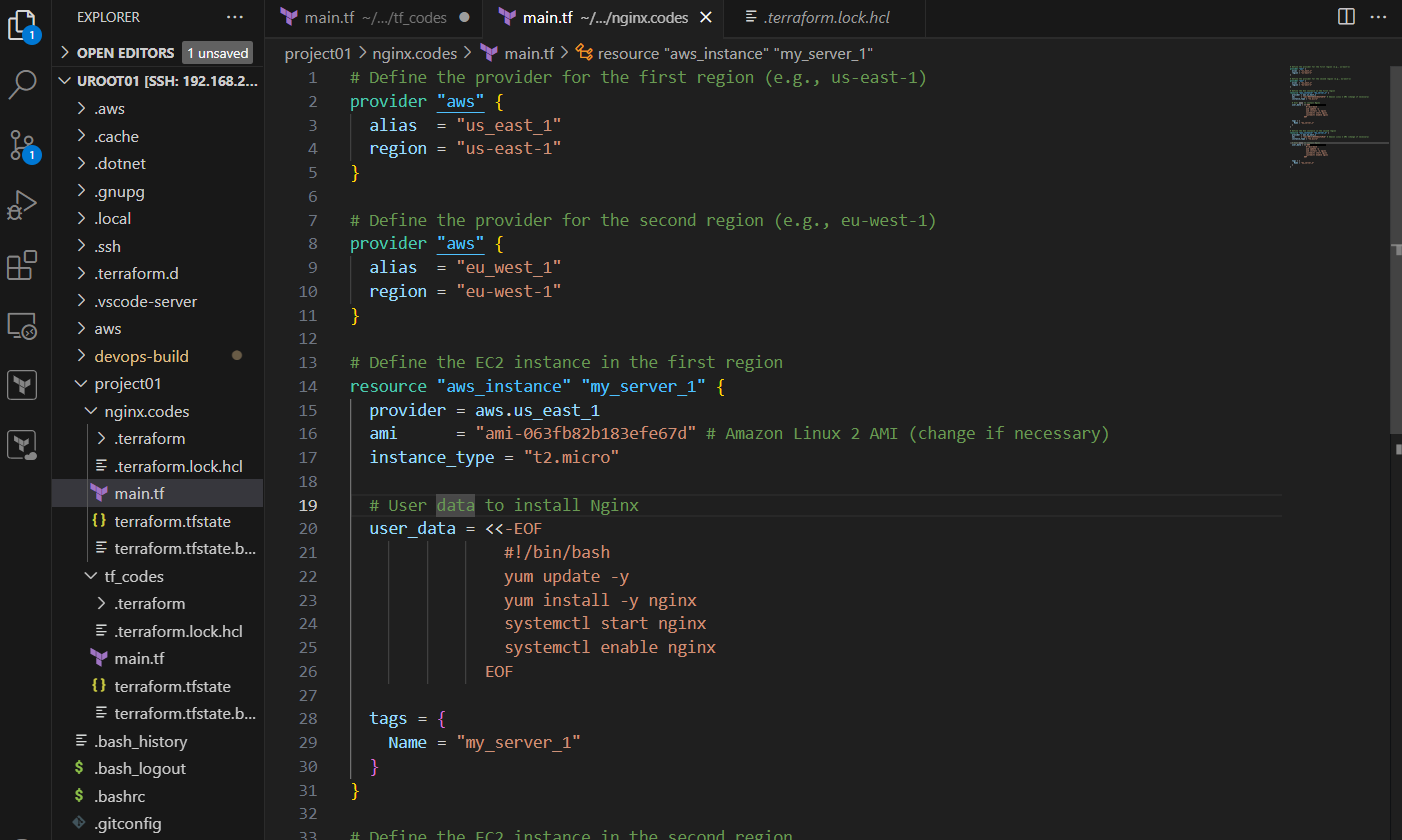 EXPLORER
OPEN EDITORS 1 unsaved
UROOT01 [SSH: 192.168.2...
.aws
.cache
.dotnet
.gnupg
.local
.ssh
.terraform.d
.vscode-server
aws
devops-build
project01
nginx.codes
.terraform
.terraform.lock.hcl
main.tf
terraform.tfstate
terraform.tfstate.b...
tf_codes
.terraform
.terraform.lock.hcl
main.tf
terraform.tfstate
terraform.tfstate.b...
.bash_history
.bash_logout
.bashrc
.gitconfig
1
1
main.tf ~/.../tf_codes
main.tf ~/.../nginx.codes
.terraform.lock.hcl
project01 > nginx.codes > main.tf > resource "aws_instance" "my_server_1"
1 # Define the provider for the first region (e.g., us-east-1)
2 provider "aws" {
3   alias  = "us_east_1"
4   region = "us-east-1"
5 }
6
7 # Define the provider for the second region (e.g., eu-west-1)
8 provider "aws" {
9   alias  = "eu_west_1"
10   region = "eu-west-1"
11 }
12
13 # Define the EC2 instance in the first region
14 resource "aws_instance" "my_server_1" {
15   provider = aws.us_east_1
16   ami      = "ami-063fb82b183efe67d" # Amazon Linux 2 AMI (change if necessary)
17   instance_type = "t2.micro"
18
19   # User data to install Nginx
20   user_data = <<-EOF
21                 #!/bin/bash
22                 yum update -y
23                 yum install -y nginx
24                 systemctl start nginx
25                 systemctl enable nginx
26               EOF
27
28   tags = {
29     Name = "my_server_1"
30   }
31 }
32
33 # Define the EC2 instance in the second region